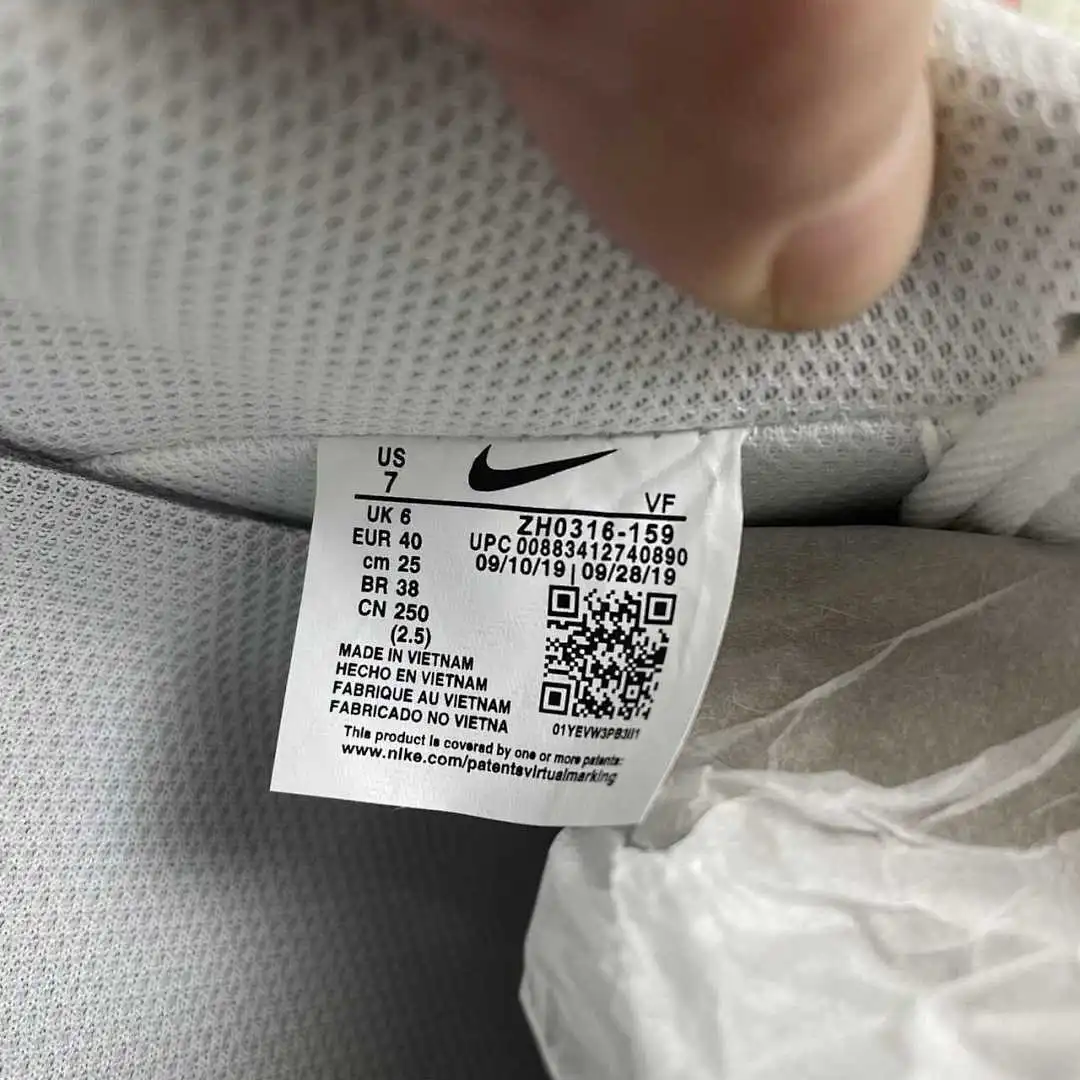 US
7
VF
UK 6
EUR 40
cm 25
BR 38
CN 250
(2.5)
ZH0316-159
UPC 00883412740890
09/10/19 | 09/28/19
MADE IN VIETNAM
HECHO EN VIETNAM
FABRIQUE AU VIETNAM
FABRICADO NO VIETNA
This product is covered by one or more patents:
www.nike.com/patentsvirtualmarking